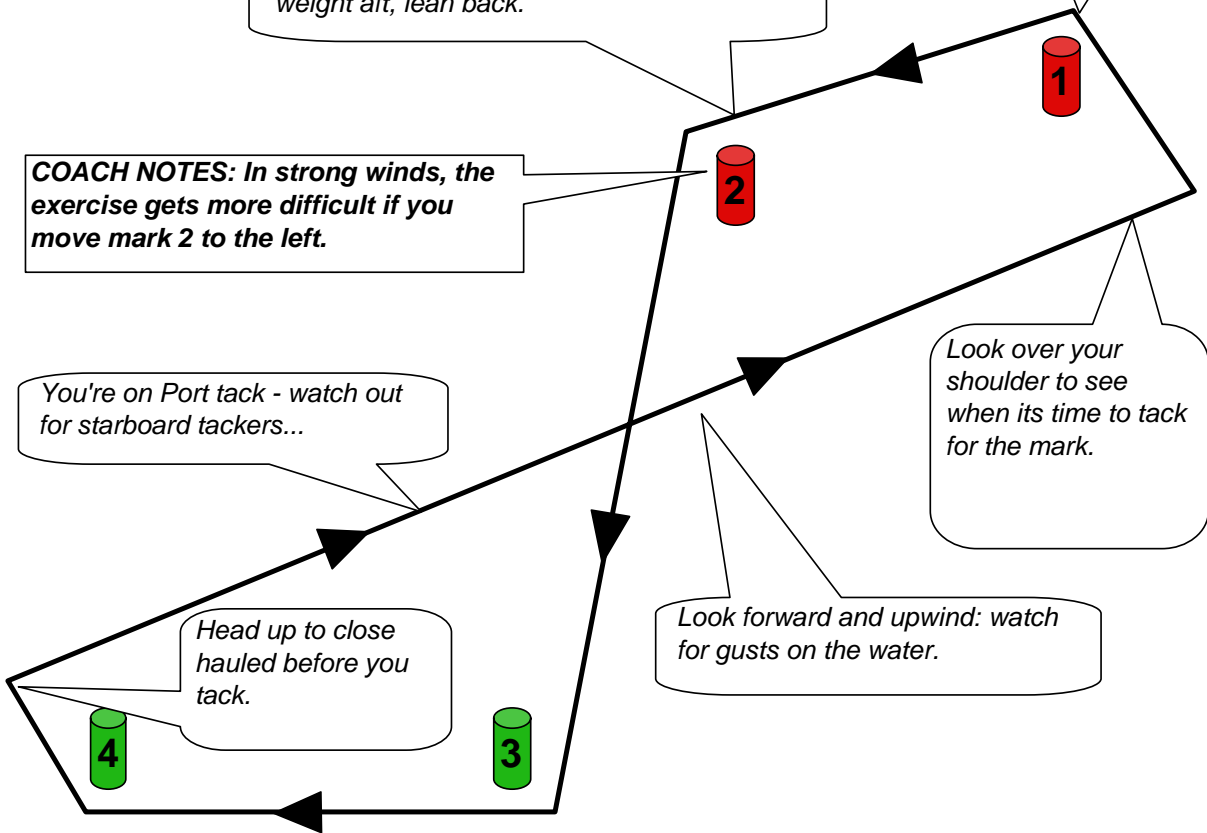 weight aft, lean back.
1
COACH NOTES: In strong winds, the
exercise gets more difficult if you
move mark 2 to the left.
2
Look over your
shoulder to see
when its time to tack
for the mark.
You're on Port tack - watch out
for starboard tackers...
Look forward and upwind: watch
for gusts on the water.
Head up to close
hauled before you
tack.
4
3